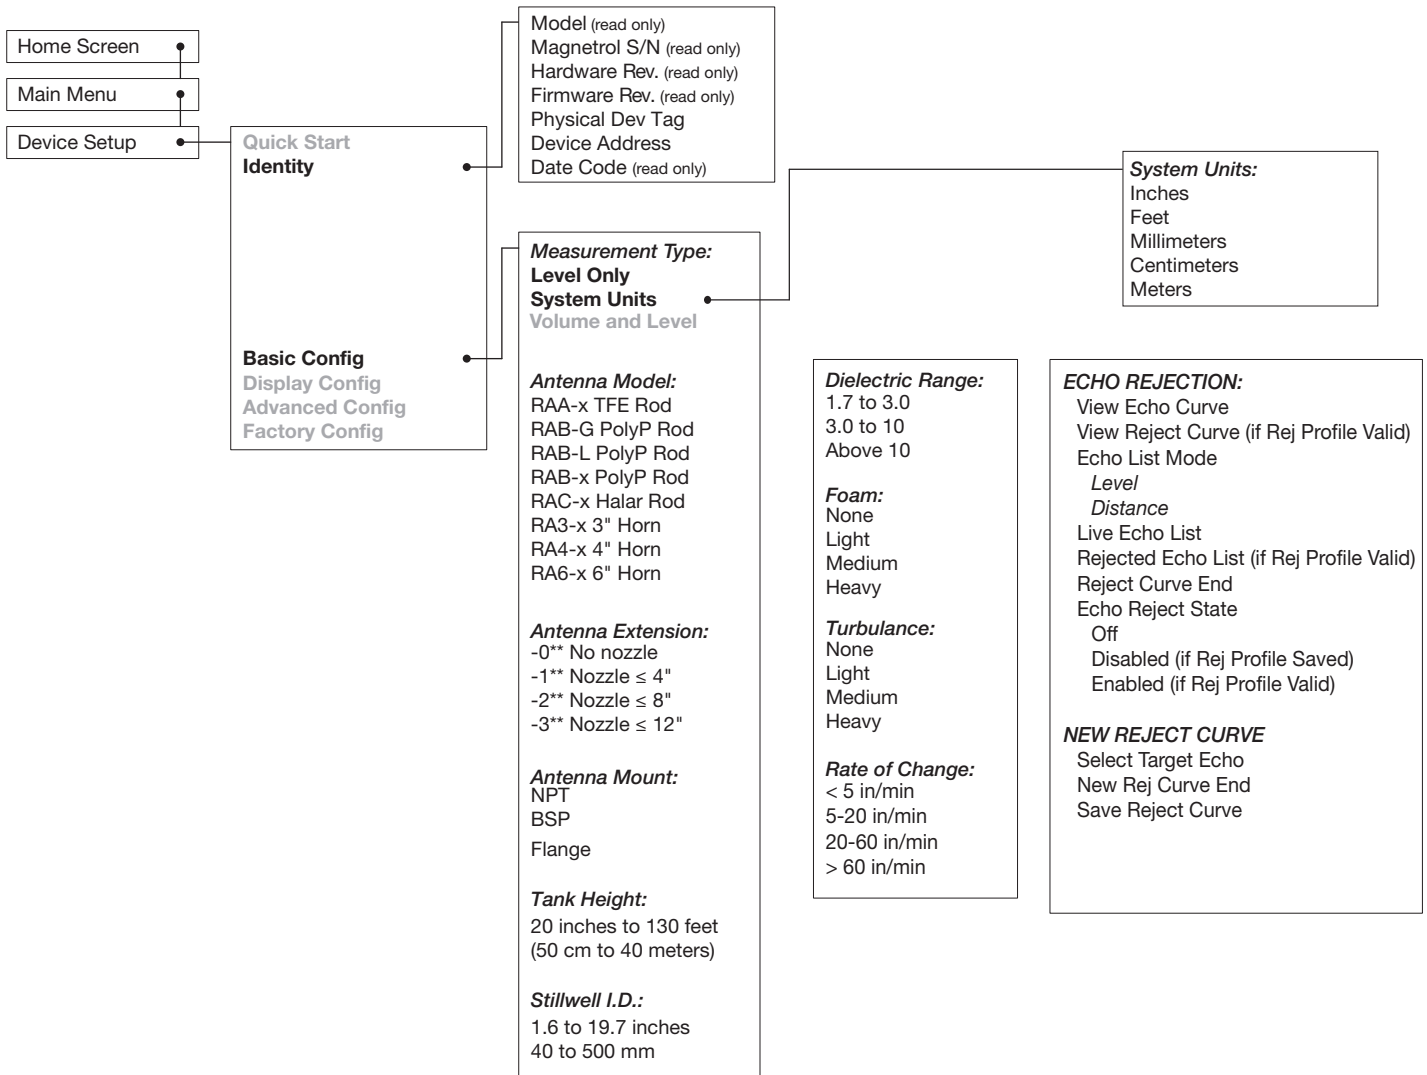 Home Screen
Main Menu
Device Setup
Quick Start
Identity
Basic Config
Display Config
Advanced Config
Factory Config
Model (read only)
Magnetrol S/N (read only)
Hardware Rev. (read only)
Firmware Rev. (read only)
Physical Dev Tag
Device Address
Date Code (read only)
Measurement Type:
Level Only
System Units
Volume and Level
Antenna Model:
RAA-x TFE Rod
RAB-G PolyP Rod
RAB-L PolyP Rod
RAB-x PolyP Rod
RAC-x Halar Rod
RA3-x 3" Horn
RA4-x 4" Horn
RA6-x 6" Horn
Antenna Extension:
-0** No nozzle
-1** Nozzle ≤ 4"
-2** Nozzle ≤ 8"
-3** Nozzle ≤ 12"
Antenna Mount:
NPT
BSP
Flange
Tank Height:
20 inches to 130 feet
(50 cm to 40 meters)
Stillwell I.D.:
1.6 to 19.7 inches
40 to 500 mm
System Units:
Inches
Feet
Millimeters
Centimeters
Meters
Dielectric Range:
1.7 to 3.0
3.0 to 10
Above 10
Foam:
None
Light
Medium
Heavy
Turbulance:
None
Light
Medium
Heavy
Rate of Change:
< 5 in/min
5-20 in/min
20-60 in/min
> 60 in/min
ECHO REJECTION:
View Echo Curve
View Reject Curve (if Rej Profile Valid)
Echo List Mode
Level
Distance
Live Echo List
Rejected Echo List (if Rej Profile Valid)
Reject Curve End
Echo Reject State
Off
Disabled (if Rej Profile Saved)
Enabled (if Rej Profile Valid)
NEW REJECT CURVE
Select Target Echo
New Rej Curve End
Save Reject Curve